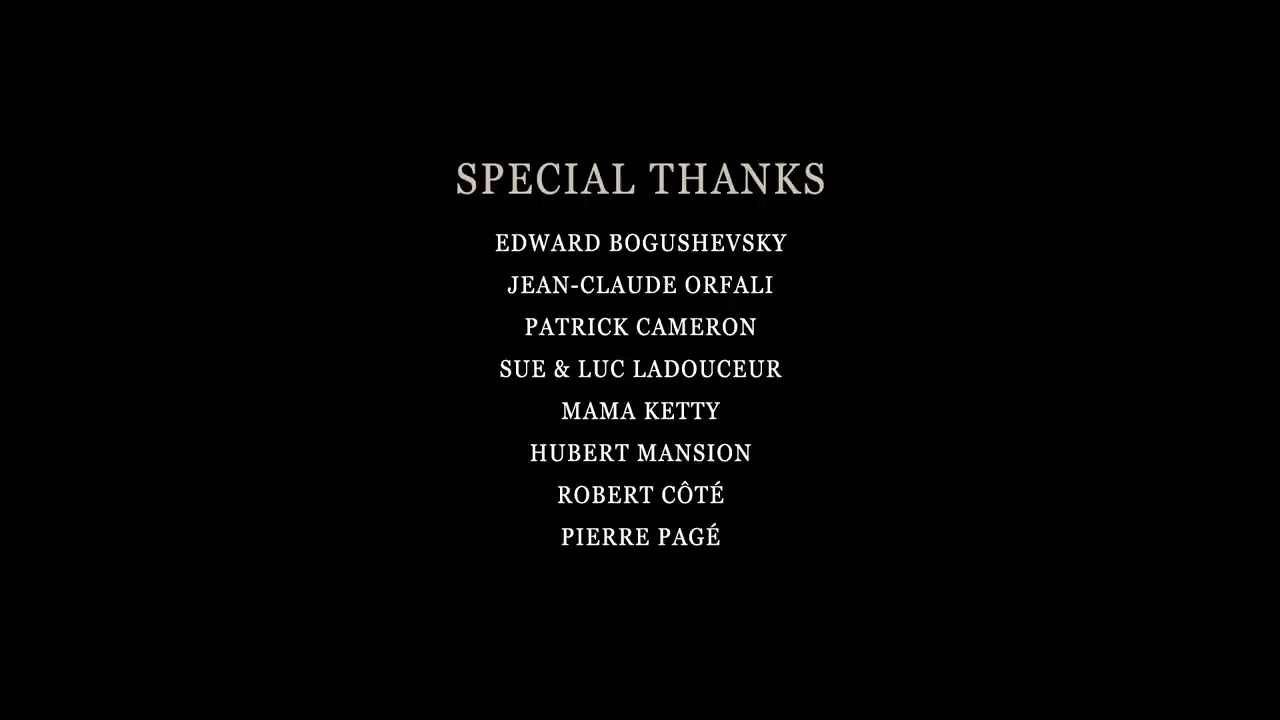 SPECIAL THANKS
EDWARD BOGUSHEVSKY
JEAN-CLAUDE ORFALI
PATRICK CAMERON
SUE & LUC LADOUCEUR
MAMA KETTY
HUBERT MANSION
ROBERT CÔTÉ
PIERRE PAGÉ